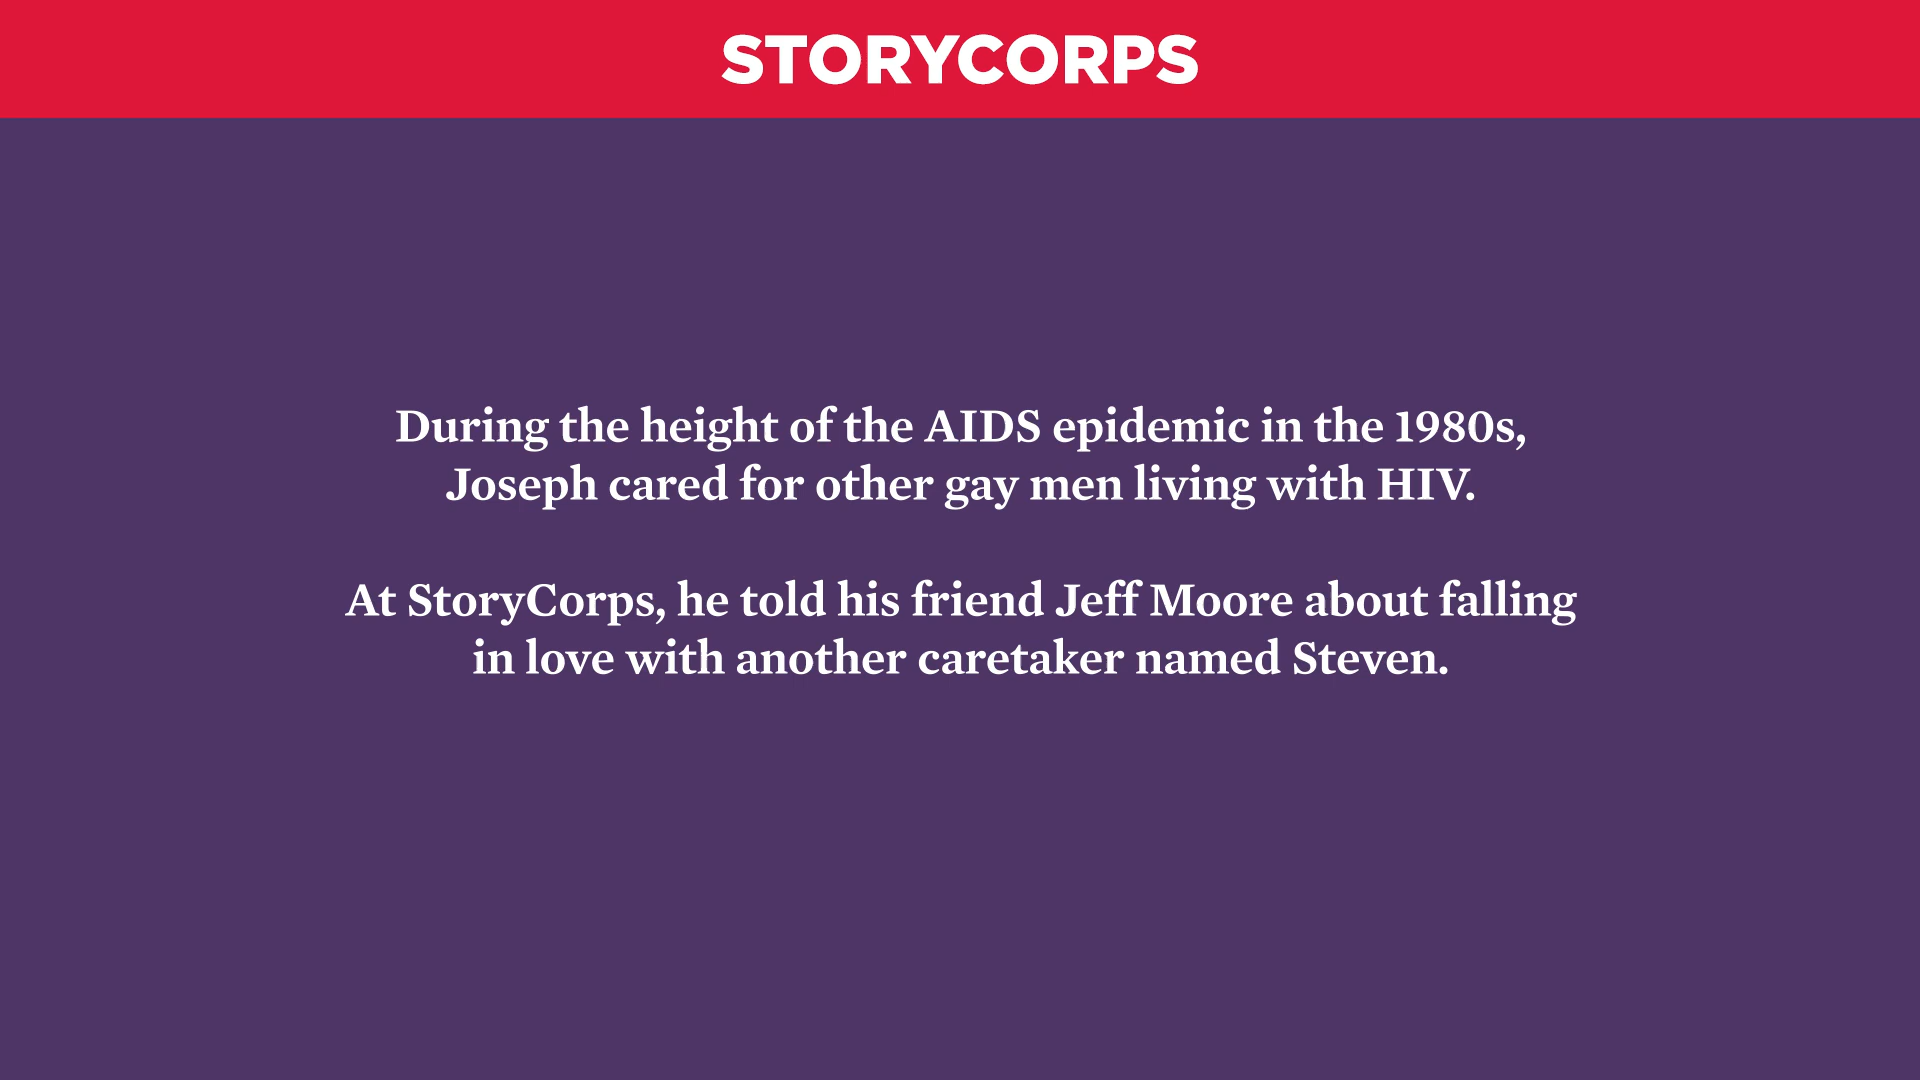 STORYCORPS
During the height of the AIDS epidemic in the 1980s,
Joseph cared for other gay men living with HIV.
At StoryCorps, he told his friend Jeff Moore about falling
in love with another caretaker named Steven.